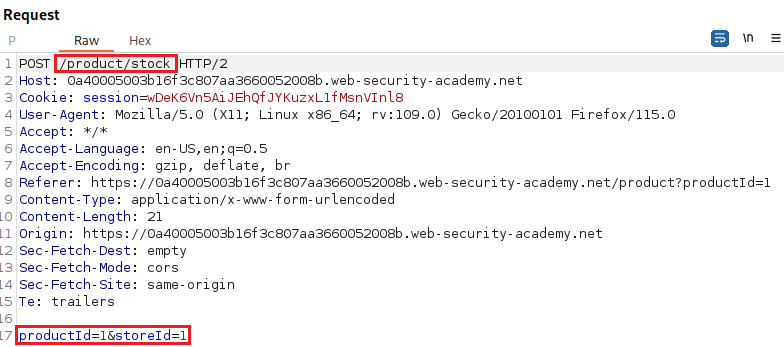 Request
P Raw Hex \n
1 POST /product/stock HTTP/2
2 Host: 0a40005003b16f3c807aa3660052008b.web-security-academy.net
3 Cookie: session=wDeK6Vn5AiJEhQfJYKuzxL1fMsnVInl8
4 User-Agent: Mozilla/5.0 (X11; Linux x86_64; rv:109.0) Gecko/20100101 Firefox/115.0
5 Accept: */*
6 Accept-Language: en-US,en;q=0.5
7 Accept-Encoding: gzip, deflate, br
8 Referer: https://0a40005003b16f3c807aa3660052008b.web-security-academy.net/product?productId=1
9 Content-Type: application/x-www-form-urlencoded
10 Content-Length: 21
11 Origin: https://0a40005003b16f3c807aa3660052008b.web-security-academy.net
12 Sec-Fetch-Dest: empty
13 Sec-Fetch-Mode: cors
14 Sec-Fetch-Site: same-origin
15 Te: trailers
16
17 productId=1&storeId=1